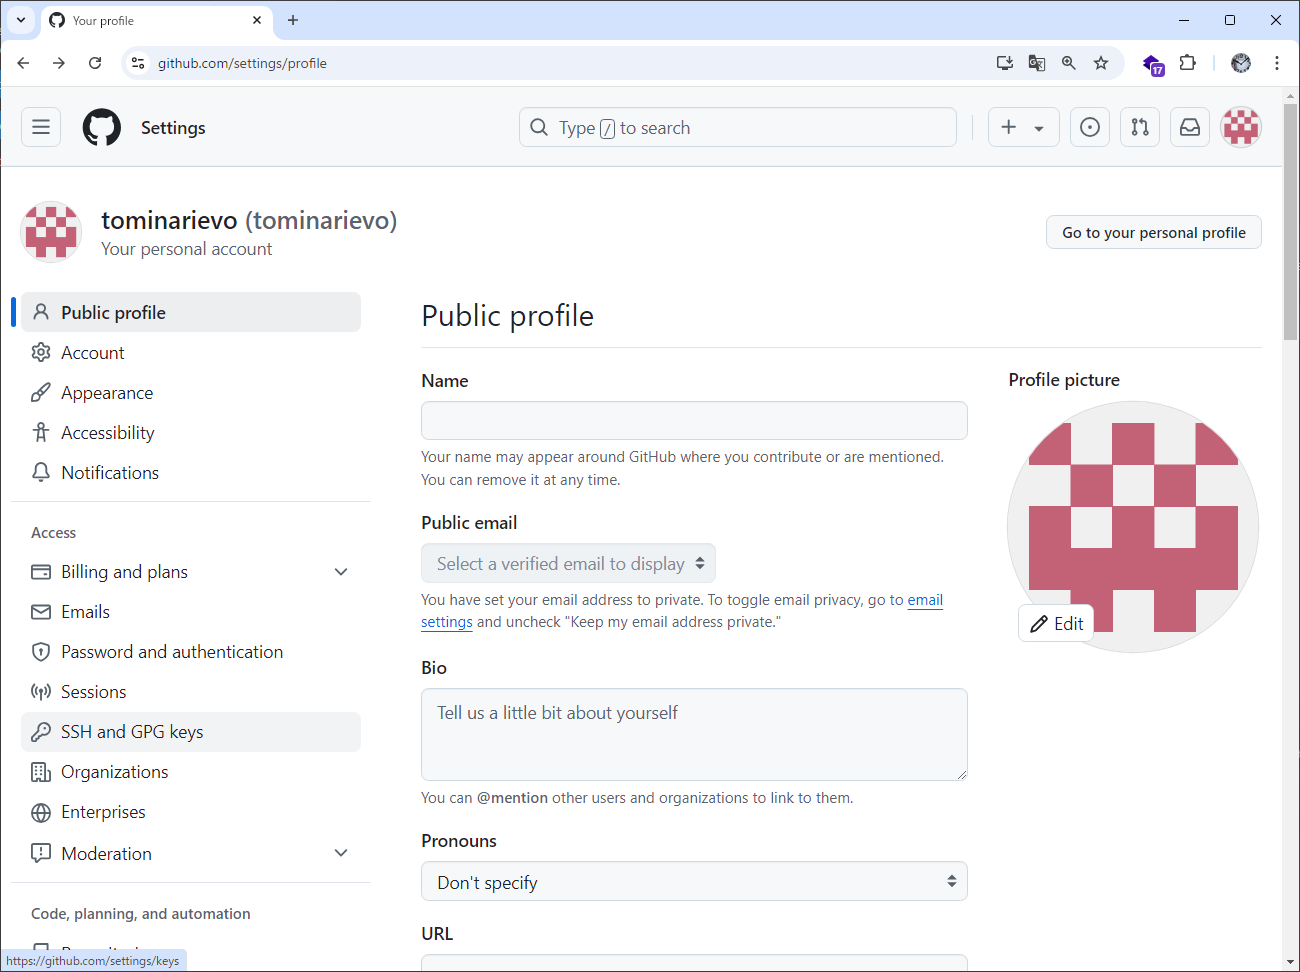 Your profile
github.com/settings/profile
17
Settings
Type / to search
tominarievo (tominarievo)
Your personal account
Go to your personal profile
Public profile
Account
Appearance
Accessibility
Notifications
Access
Billing and plans
Emails
Password and authentication
Sessions
SSH and GPG keys
Organizations
Enterprises
Moderation
Code, planning, and automation
https://github.com/settings/keys
Public profile
Name
Your name may appear around GitHub where you contribute or are mentioned.
You can remove it at any time.
Public email
Select a verified email to display
You have set your email address to private. To toggle email privacy, go to email
settings and uncheck "Keep my email address private."
Bio
Tell us a little bit about yourself
You can @mention other users and organizations to link to them.
Pronouns
Don't specify
URL
Profile picture
Edit